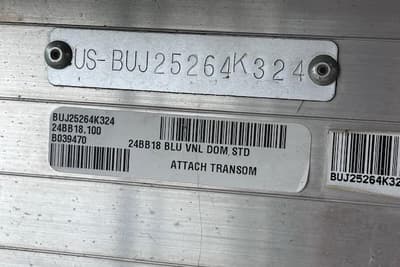 US-BUJ25264K324
BUJ25264K324
24BB18.100
B039470
24BB18 BLU VNL DOM, STD
ATTACH TRANSOM
BUJ25264K32